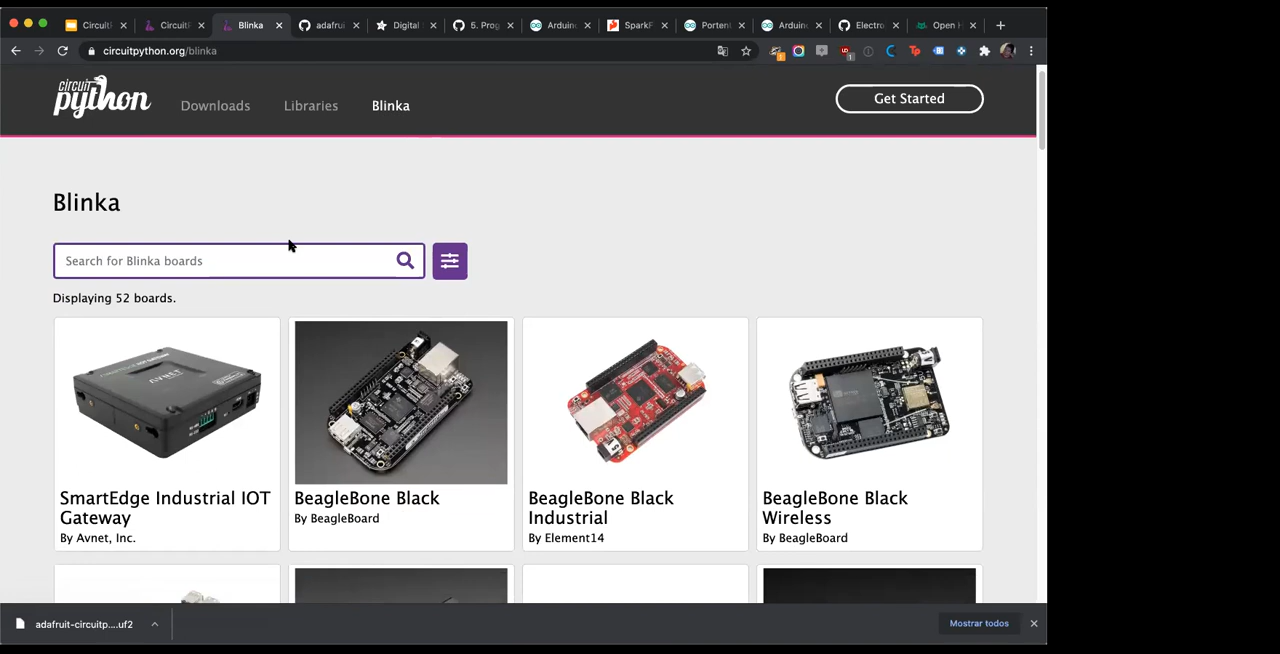 Circuit
Circuit
Blinka
adafrui
Digital
5. Prog
Arduin
SparkF
Portent
Arduin
Electro
Open H
circuitpython.org/blinka
circuit
python
Downloads
Libraries
Blinka
Get Started
Blinka
Search for Blinka boards
Displaying 52 boards.
SmartEdge Industrial IOT
Gateway
By Avnet, Inc.
BeagleBone Black
By BeagleBoard
BeagleBone Black
Industrial
By Element14
BeagleBone Black
Wireless
By BeagleBoard
adafruit-circuitp....uf2
Mostrar todos